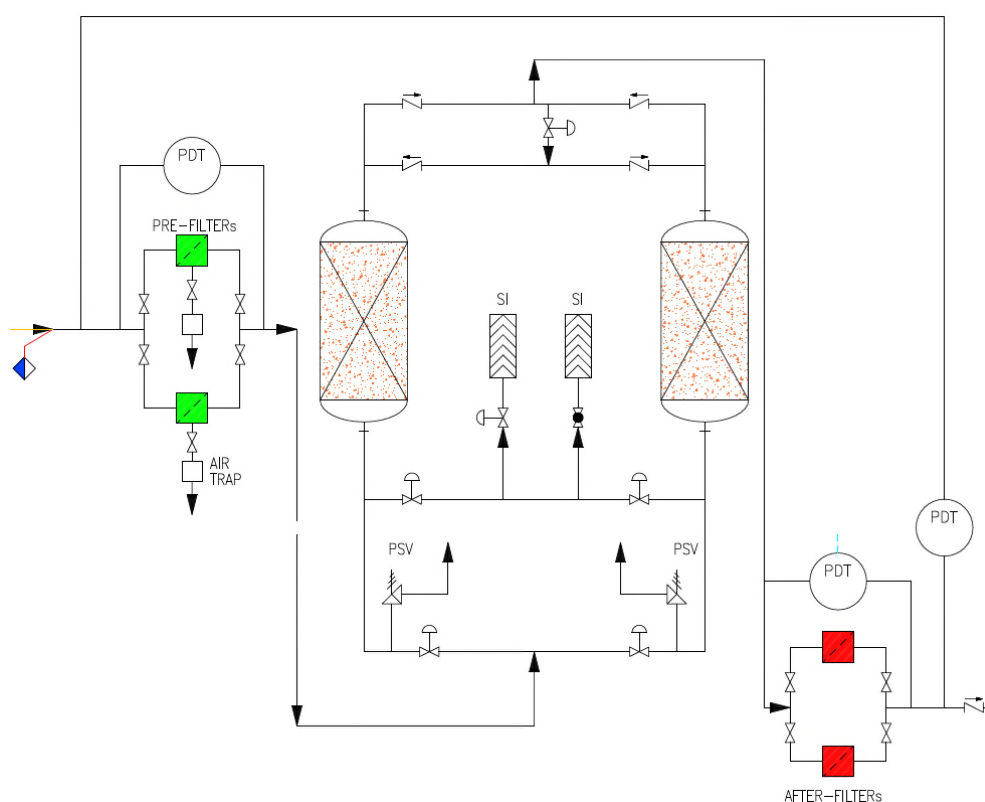 PDT
PRE-FILTERs
SI
SI
AIR
TRAP
PDT
PSV
PSV
PDT
AFTER-FILTERs